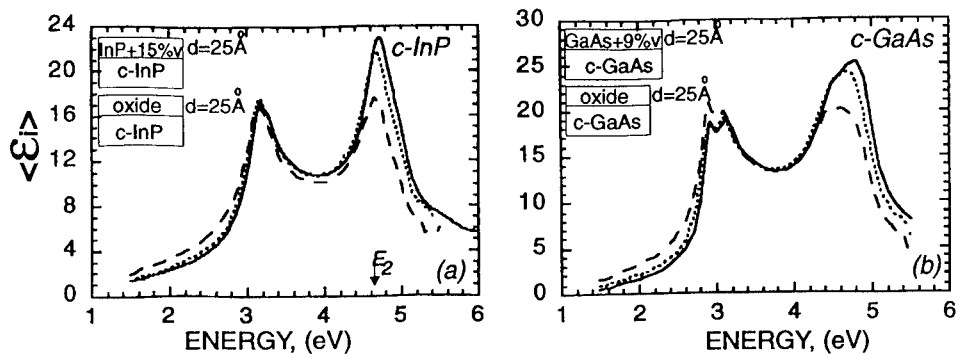 24
20
16
12
8
4
0
<εi>
InP+15%v d=25Å
c-InP
oxide d=25Å
c-InP
c-InP
E2
(a)
1 2 3 4 5 6
ENERGY, (eV)
30
25
20
15
10
5
0
GaAs+9%v d=25Å
c-GaAs
oxide d=25Å
c-GaAs
c-GaAs
(b)
1 2 3 4 5 6
ENERGY, (eV)